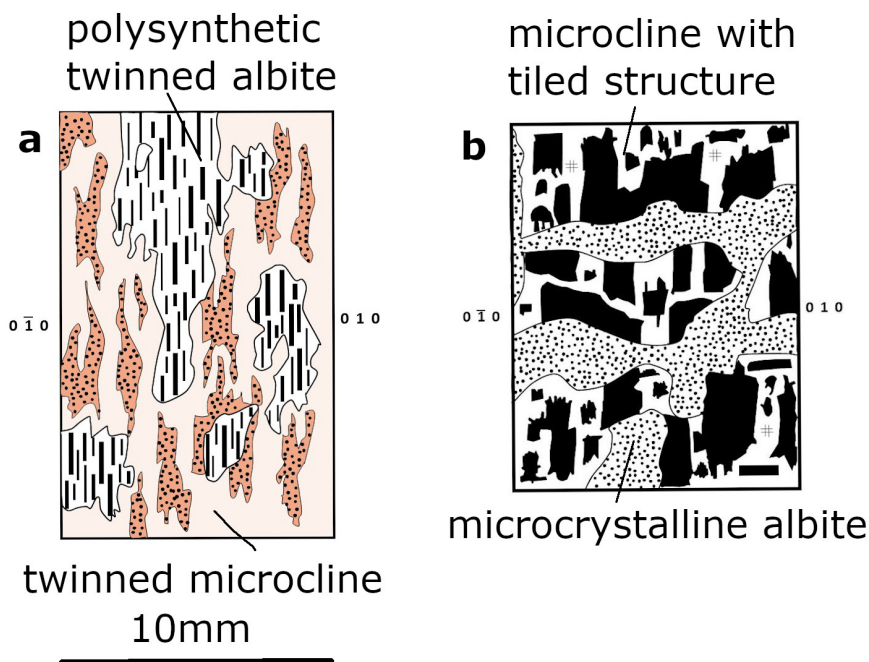 polysynthetic
twinned albite
a
0 1̅ 0
0 1 0
twinned microcline
10mm
microcline with
tiled structure
b
0 1̅ 0
0 1 0
microcrystalline albite